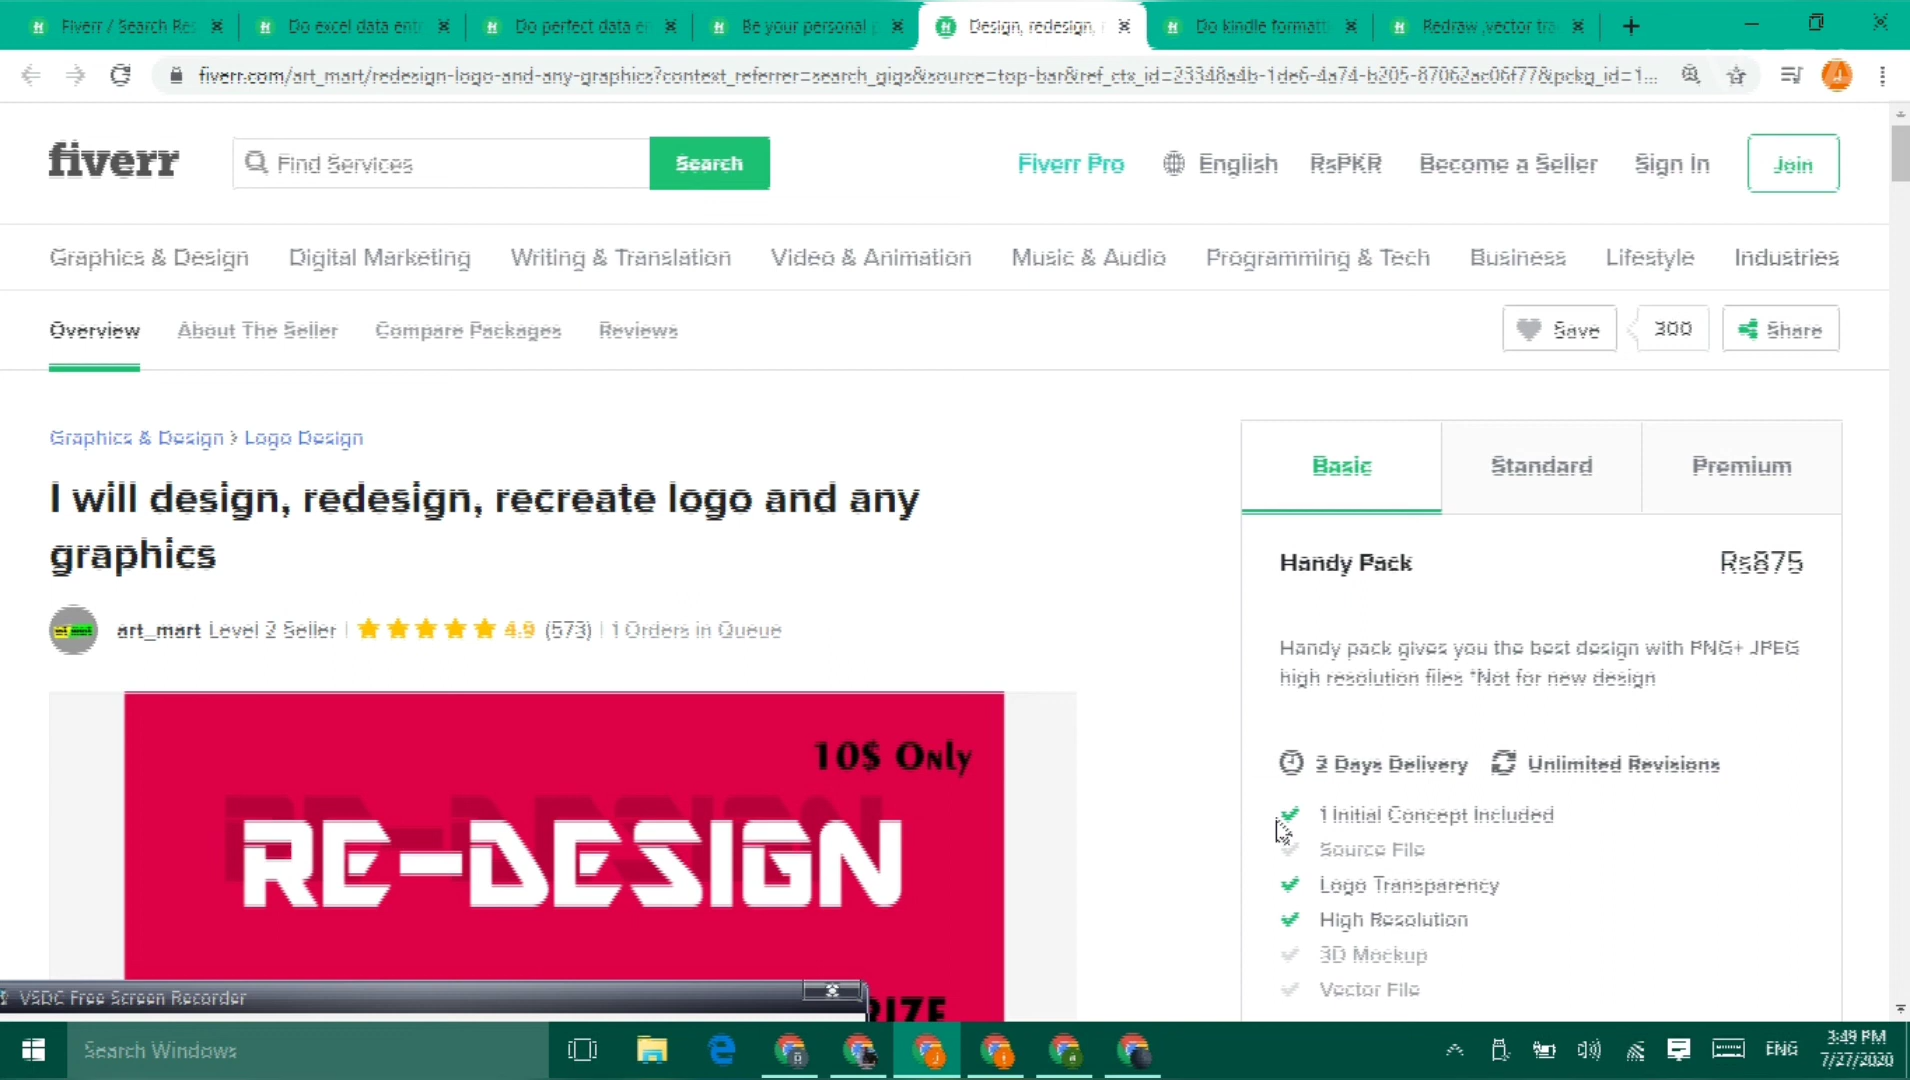 Fiverr / Search Res
Do excel data entr
Do perfect data en
Be your personal p
Design, redesign, r
Do kindle formatti
Redraw ,vector tra
fiverr.com/art_mart/redesign-logo-and-any-graphics?context_referrer=search_gigs&source=top-bar&ref_ctx_id=23348a4b-1de6-4a74-b205-87062ac06f77&pckg_id=1...
fiverr
Find Services
Search
Fiverr Pro
English
RsPKR
Become a Seller
Sign In
Join
Graphics & Design
Digital Marketing
Writing & Translation
Video & Animation
Music & Audio
Programming & Tech
Business
Lifestyle
Industries
Overview
About The Seller
Compare Packages
Reviews
Save
300
Share
Graphics & Design > Logo Design
I will design, redesign, recreate logo and any
graphics
art_mart Level 2 Seller | 4.9 (573) | 1 Orders in Queue
10$ Only
RE-DESIGN
Basic
Standard
Premium
Handy Pack
Rs875
Handy pack gives you the best design with PNG+ JPEG
high resolution files *Not for new design
2 Days Delivery
Unlimited Revisions
1 Initial Concept Included
Source File
Logo Transparency
High Resolution
3D Mockup
Vector File
VSDC Free Screen Recorder
Search Windows
ENG
3:49 PM
7/27/2020